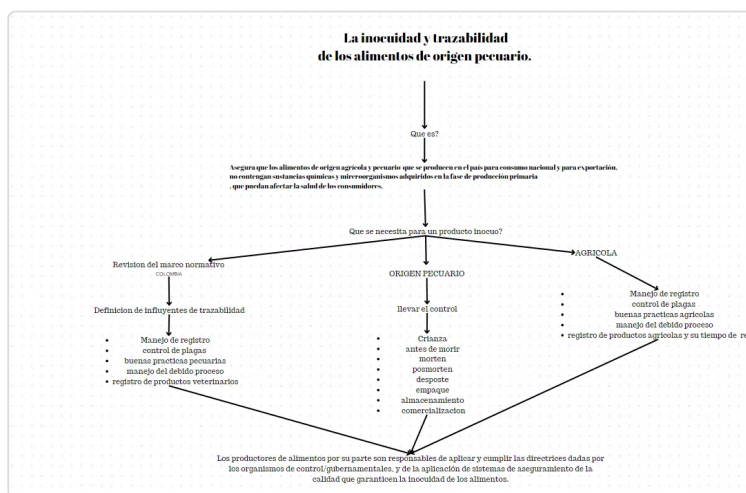 La inocuidad y trazabilidad
de los alimentos de origen pecuario.
Que es?
Asegura que los alimentos de origen agrícola y pecuario que se producen en el país para consumo nacional y para exportación,
no contengan sustancias químicas y mircroorganismos adquiridos en la fase de producción primaria
, que puedan afectar la salud de los consumidores.
Que se necesita para un producto inocuo?
Revision del marco normativo
COLOMBIA
Definicion de influyentes de trazabilidad
Manejo de registro
control de plagas
buenas practicas pecuarias
manejo del debido proceso
registro de productos veterinarios
ORIGEN PECUARIO
llevar el control
Crianza
antes de morir
morten
posmorten
desposte
empaque
almacenamiento
comercializacion
AGRICOLA
Manejo de registro
control de plagas
buenas practicas agricolas
manejo del debido proceso
registro de productos agricolas y su tiempo de re
Los productores de alimentos por su parte son responsables de aplicar y cumplir las directrices dadas por
los organismos de control/gubernamentales, y de la aplicación de sistemas de aseguramiento de la
calidad que garanticen la inocuidad de los alimentos.